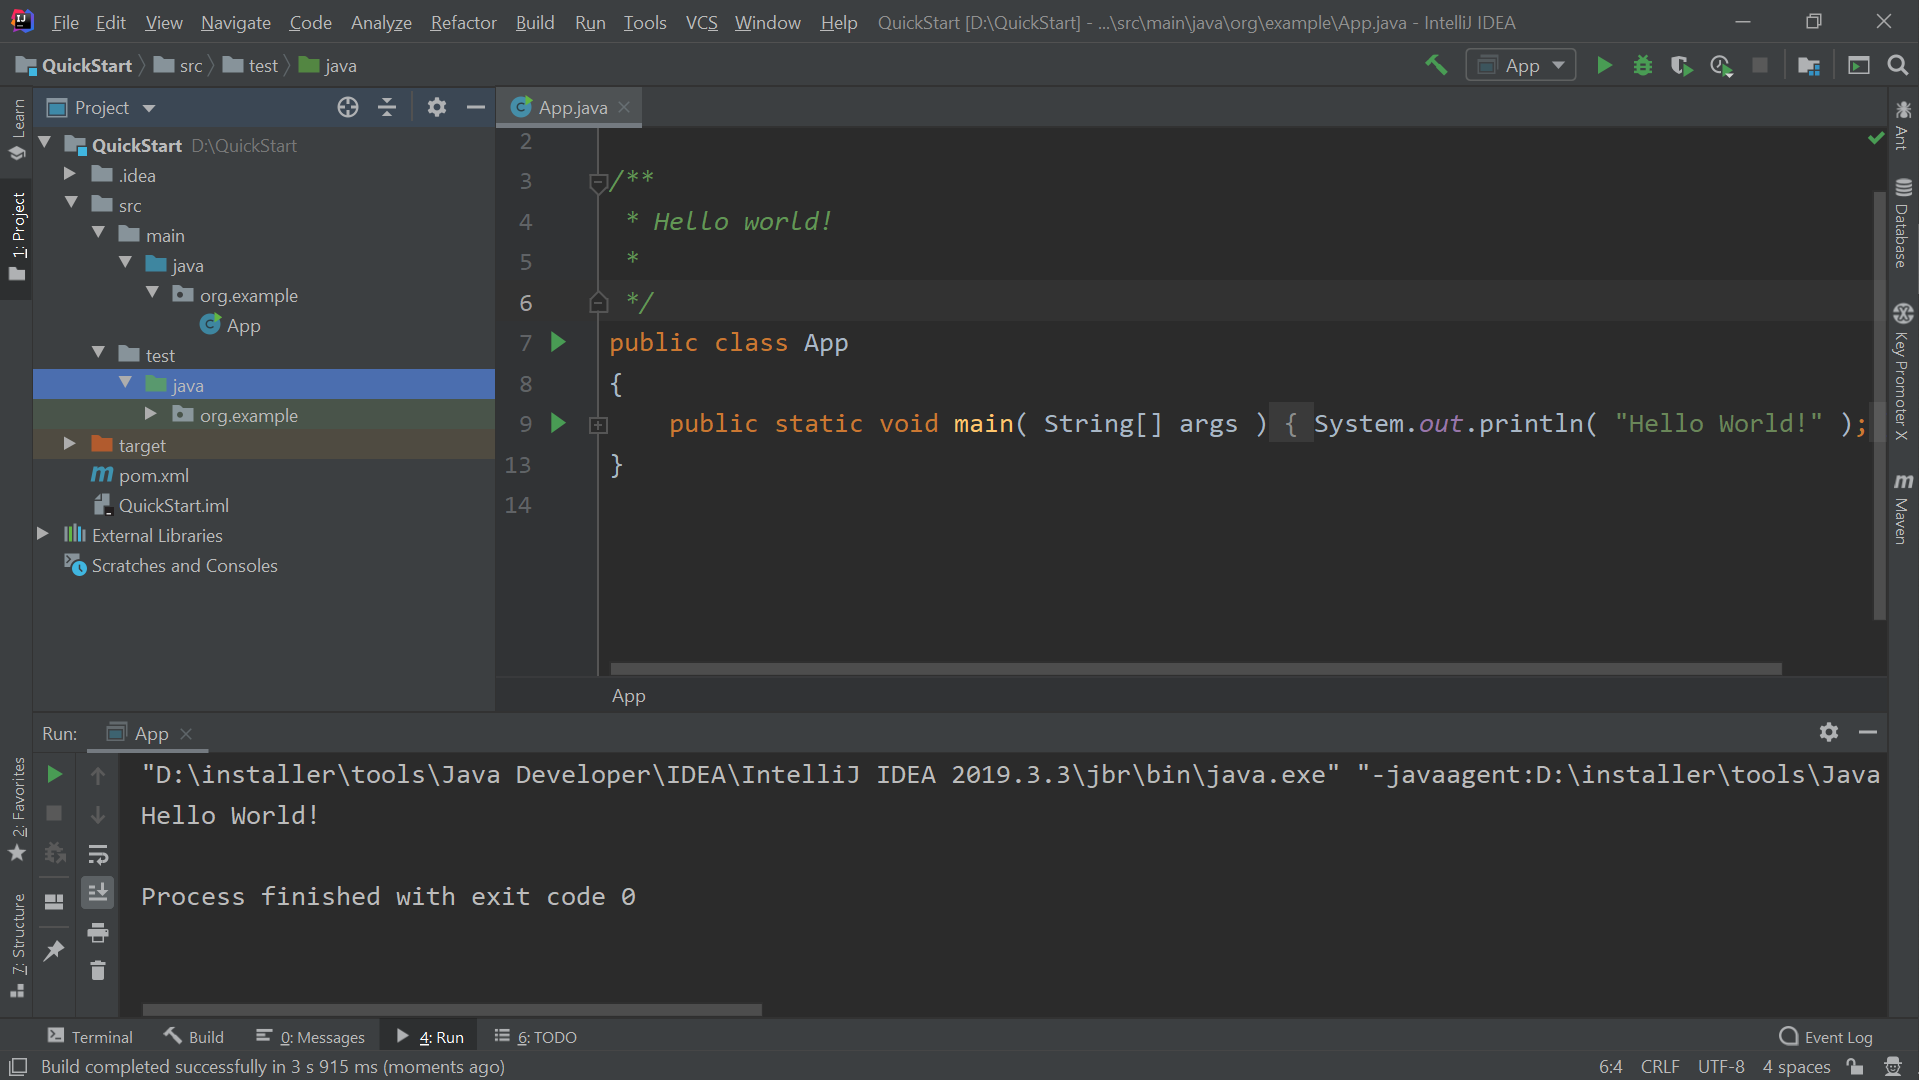 File Edit View Navigate Code Analyze Refactor Build Run Tools VCS Window Help QuickStart [D:\QuickStart] - ...\src\main\java\org\example\App.java - IntelliJ IDEA
QuickStart src test java App
Learn
1: Project
2: Favorites
7: Structure
Project
QuickStart D:\QuickStart
.idea
src
main
java
org.example
App
test
java
org.example
target
pom.xml
QuickStart.iml
External Libraries
Scratches and Consoles
App.java
2
3 /**
4 * Hello world!
5 *
6 */
7 public class App
8 {
9 public static void main( String[] args ) { System.out.println( "Hello World!" );
13 }
14
App
Ant
Database
Key Promoter X
Maven
Run: App
"D:\installer\tools\Java Developer\IDEA\IntelliJ IDEA 2019.3.3\jbr\bin\java.exe" "-javaagent:D:\installer\tools\Java
Hello World!
Process finished with exit code 0
Terminal Build 0: Messages 4: Run 6: TODO Event Log
Build completed successfully in 3 s 915 ms (moments ago) 6:4 CRLF UTF-8 4 spaces